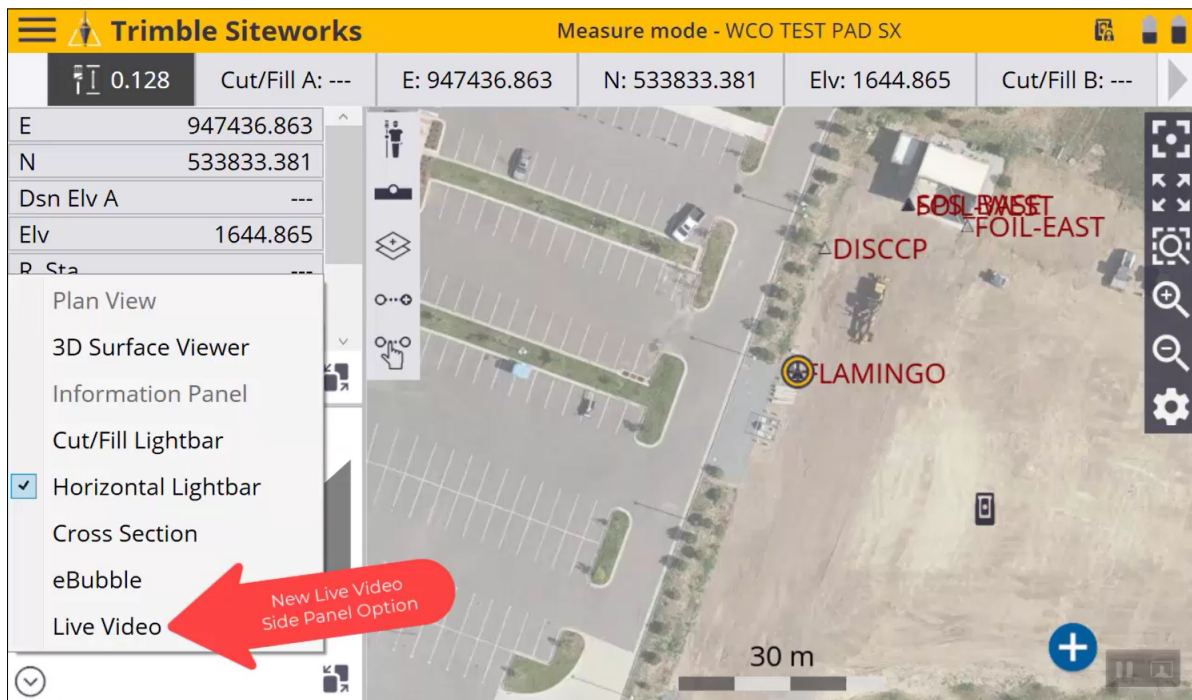 Trimble Siteworks
Measure mode - WCO TEST PAD SX
0.128
Cut/Fill A: ---
E: 947436.863
N: 533833.381
Elv: 1644.865
Cut/Fill B: ---
E 947436.863
N 533833.381
Dsn Elv A ---
Elv 1644.865
R. Sta ---
Plan View
3D Surface Viewer
Information Panel
Cut/Fill Lightbar
Horizontal Lightbar
Cross Section
eBubble
Live Video
New Live Video
Side Panel Option
FOIL-EAST
DISCCP
FLAMINGO
30 m